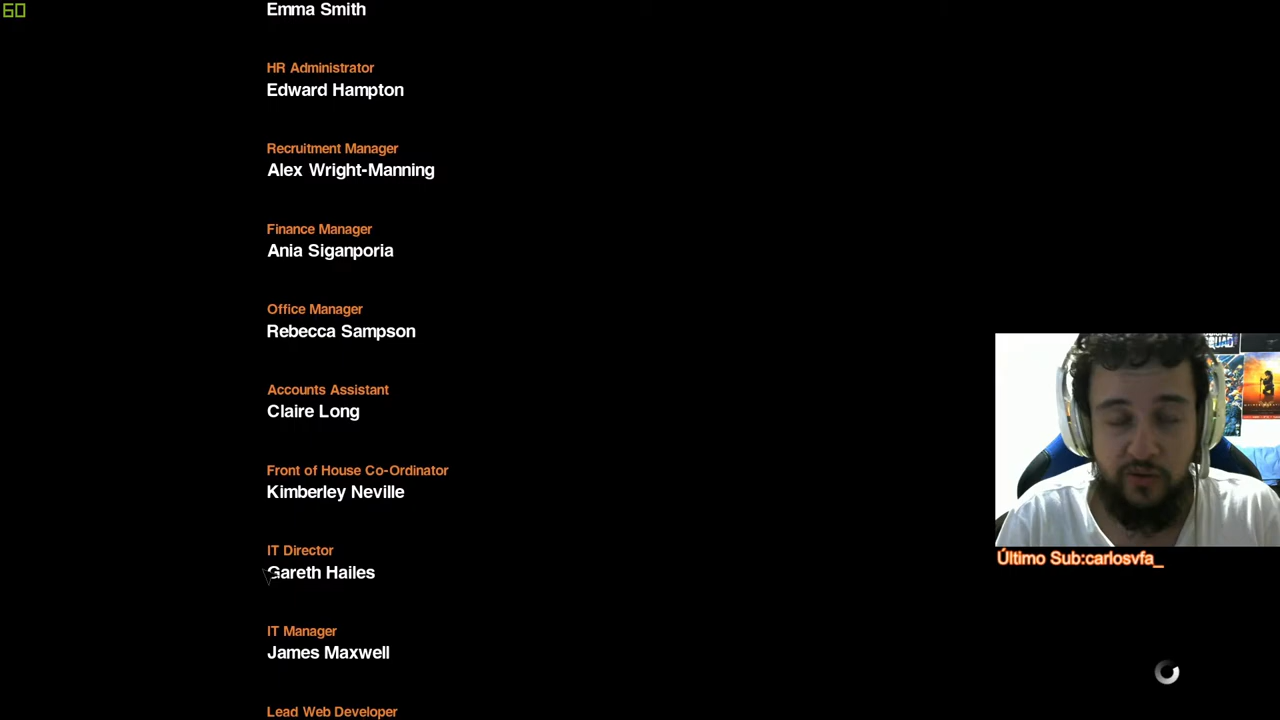 60
Emma Smith
HR Administrator
Edward Hampton
Recruitment Manager
Alex Wright-Manning
Finance Manager
Ania Siganporia
Office Manager
Rebecca Sampson
Accounts Assistant
Claire Long
Front of House Co-Ordinator
Kimberley Neville
IT Director
Gareth Hailes
IT Manager
James Maxwell
Lead Web Developer
Último Sub:carlosvfa_